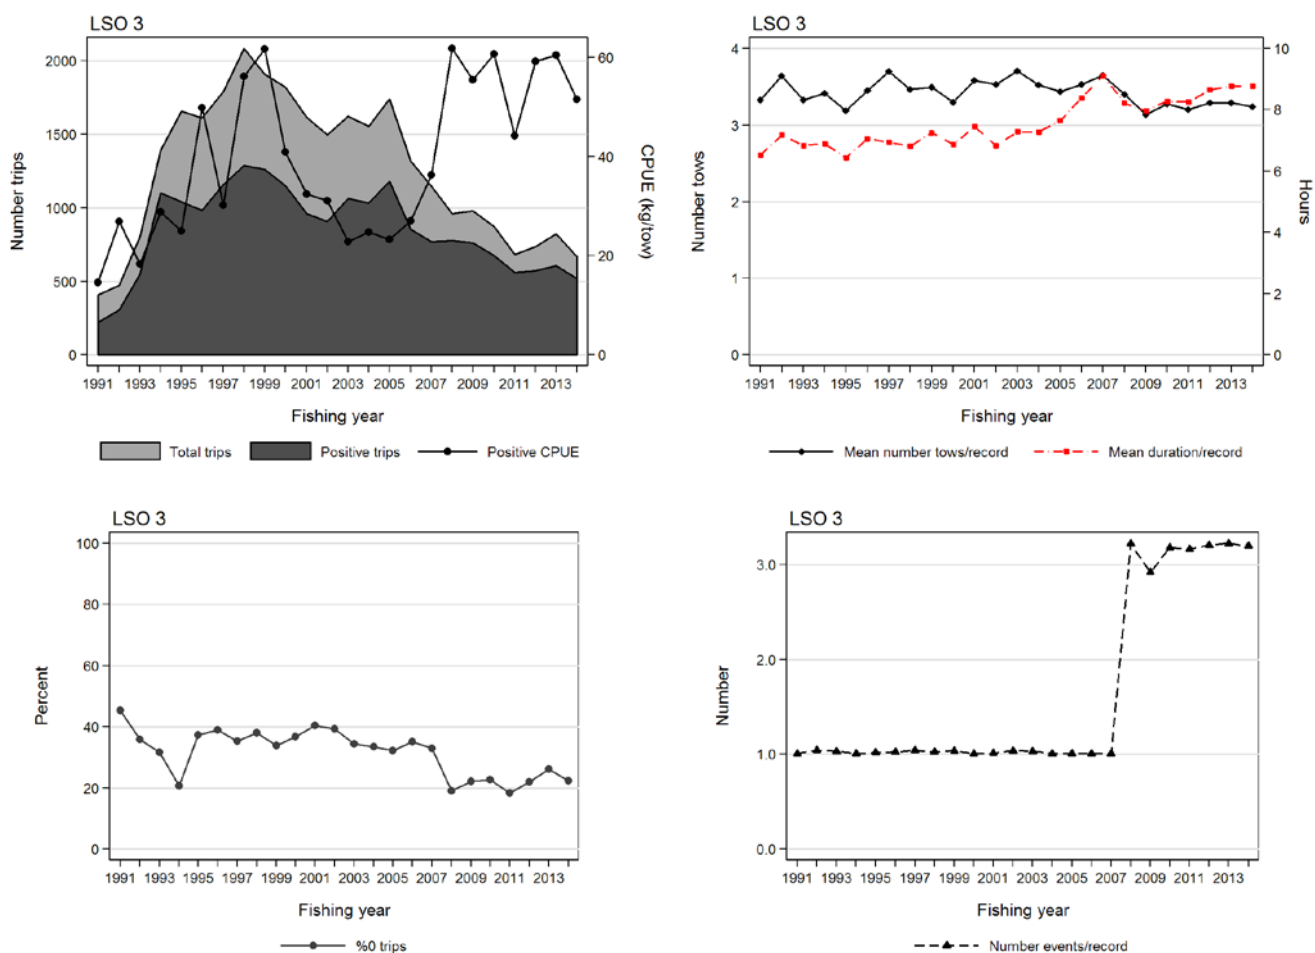 LSO 3
2000
1500
1000
500
0
Number trips
60
40
20
0
CPUE (kg/tow)
1991 1993 1995 1997 1999 2001 2003 2005 2007 2009 2011 2013
Fishing year
Total trips Positive trips Positive CPUE
LSO 3
4
3
2
1
0
Number tows
10
8
6
4
2
0
Hours
1991 1993 1995 1997 1999 2001 2003 2005 2007 2009 2011 2013
Fishing year
Mean number tows/record Mean duration/record
LSO 3
100
80
60
40
20
0
Percent
1991 1993 1995 1997 1999 2001 2003 2005 2007 2009 2011 2013
Fishing year
%0 trips
LSO 3
3.0
2.0
1.0
0.0
Number
1991 1993 1995 1997 1999 2001 2003 2005 2007 2009 2011 2013
Fishing year
Number events/record